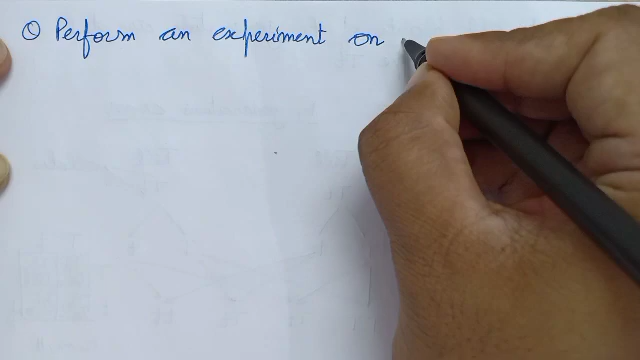 ① Perform an experiment on